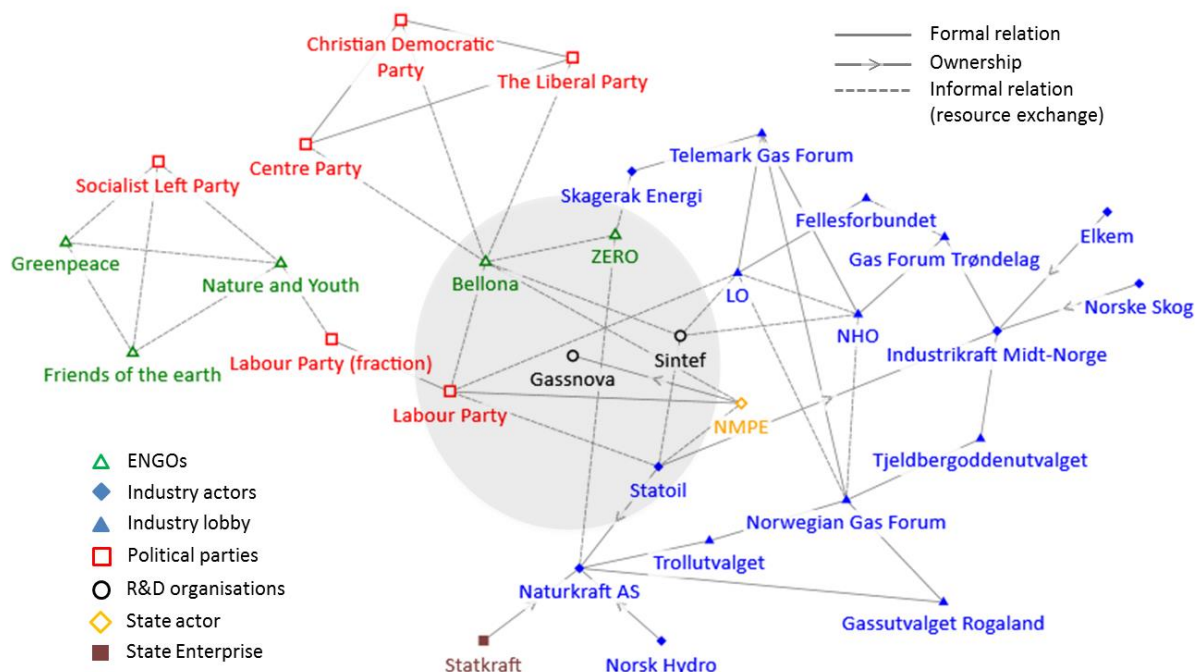 Christian Democratic
Party
The Liberal Party
Formal relation
Ownership
Informal relation
(resource exchange)
Centre Party
Telemark Gas Forum
Socialist Left Party
Skagerak Energi
Fellesforbundet
Elkem
Greenpeace
ZERO
Gas Forum Trøndelag
Nature and Youth
Bellona
LO
Norske Skog
NHO
Industrikraft Midt-Norge
Labour Party (fraction)
Sintef
Friends of the earth
Gassnova
Labour Party
NMPE
Tjeldbergoddenutvalget
ENGOs
Industry actors
Statoil
Industry lobby
Norwegian Gas Forum
Political parties
Trollutvalget
R&D organisations
Naturkraft AS
State actor
Gassutvalget Rogaland
State Enterprise
Statkraft
Norsk Hydro